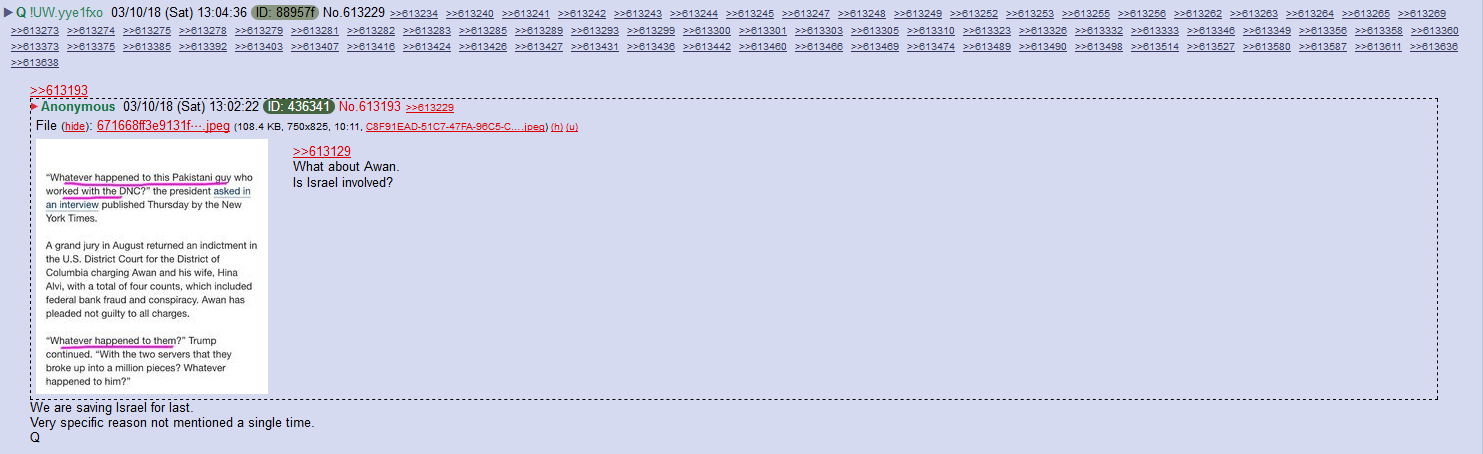 ► Q !UW.yye1fxo 03/10/18 (Sat) 13:04:36 ID: 88957f No.613229 >>613234 >>613240 >>613241 >>613242 >>613243 >>613244 >>613245 >>613246 >>613247 >>613248 >>613249 >>613252 >>613253 >>613255 >>613256 >>613262 >>613263 >>613264 >>613265 >>613269
>>613273 >>613274 >>613275 >>613278 >>613279 >>613281 >>613282 >>613283 >>613285 >>613289 >>613293 >>613299 >>613300 >>613301 >>613303 >>613305 >>613310 >>613323 >>613326 >>613332 >>613333 >>613346 >>613349 >>613356 >>613358 >>613360
>>613373 >>613375 >>613385 >>613392 >>613403 >>613416 >>613424 >>613426 >>613431 >>613436 >>613442 >>613460 >>613466 >>613469 >>613474 >>613489 >>613490 >>613498 >>613514 >>613527 >>613580 >>613587 >>613611 >>613636
>>613638
>>613193
► Anonymous 03/10/18 (Sat) 13:02:22 ID: 436341 No.613193 >>613229
File (hide): 671668ff3e9131f⋯.jpeg (108.4 KB, 750x825, 10:11, C8F91EAD-51C7-47FA-96C5-C....jpeg) (h) (u)
“Whatever happened to this Pakistani guy who
worked with the DNC?” the president asked in
an interview published Thursday by the New
York Times.
A grand jury in August returned an indictment in
the U.S. District Court for the District of
Columbia charging Awan and his wife, Hina
Alvi, with a total of four counts, which included
federal bank fraud and conspiracy. Awan has
pleaded not guilty to all charges.
“Whatever happened to them?” Trump
continued. “With the two servers that they
broke up into a million pieces? Whatever
happened to him?”
>>613129
What about Awan.
Is Israel involved?
We are saving Israel for last.
Very specific reason not mentioned a single time.
Q